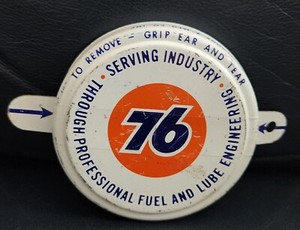 TO REMOVE - GRIP EAR AND TEAR
• SERVING INDUSTRY •
THROUGH PROFESSIONAL FUEL AND LUBE ENGINEERING
76